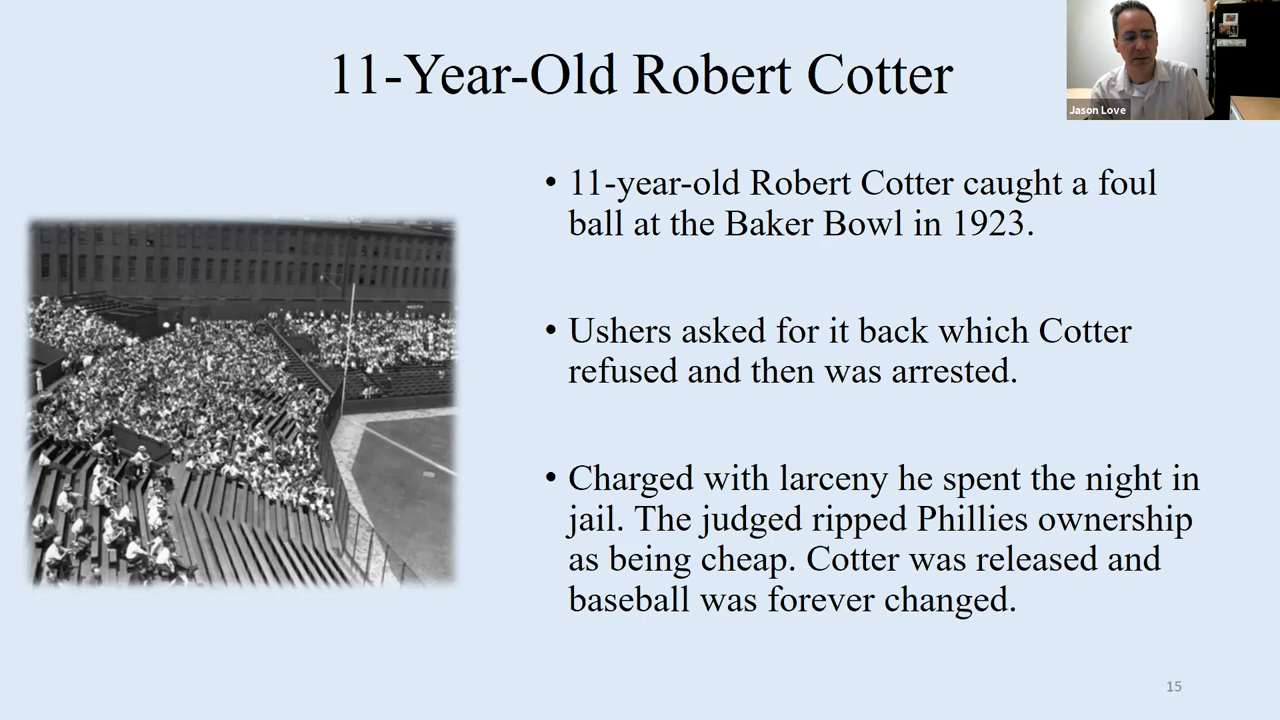 11-Year-Old Robert Cotter
Jason Love
• 11-year-old Robert Cotter caught a foul
ball at the Baker Bowl in 1923.
• Ushers asked for it back which Cotter
refused and then was arrested.
• Charged with larceny he spent the night in
jail. The judged ripped Phillies ownership
as being cheap. Cotter was released and
baseball was forever changed.
15